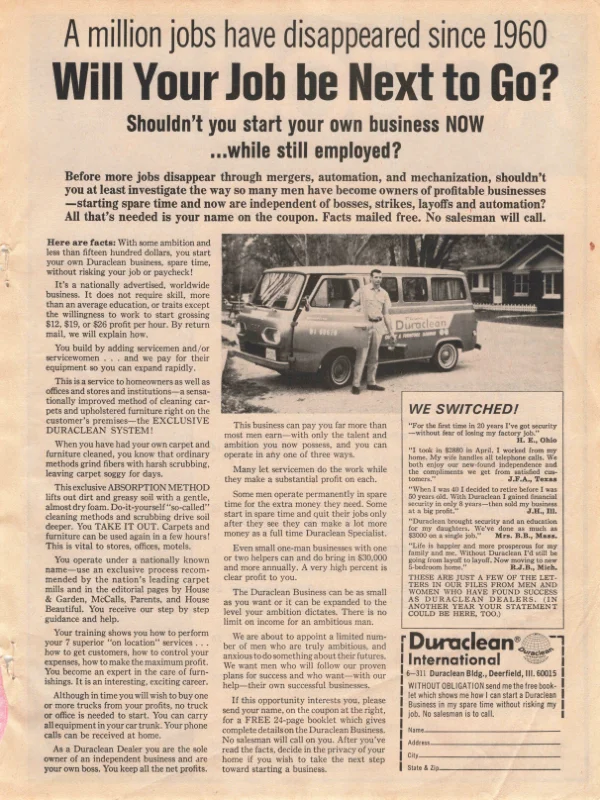 A million jobs have disappeared since 1960
Will Your Job be Next to Go?
Shouldn't you start your own business NOW
...while still employed?
Before more jobs disappear through mergers, automation, and mechanization, shouldn't
you at least investigate the way so many men have become owners of profitable businesses
—starting spare time and now are independent of bosses, strikes, layoffs and automation?
All that's needed is your name on the coupon. Facts mailed free. No salesman will call.
Here are facts: With some ambition and
less than fifteen hundred dollars, you start
your own Duraclean business, spare time,
without risking your job or paycheck!
It's a nationally advertised, worldwide
business. It does not require skill, more
than an average education, or traits except
the willingness to work to start grossing
$12, $19, or $26 profit per hour. By return
mail, we will explain how.
You build by adding servicemen and/or
servicewomen . . . and we pay for their
equipment so you can expand rapidly.
This is a service to homeowners as well as
offices and stores and institutions—a sensa-
tionally improved method of cleaning car-
pets and upholstered furniture right on the
customer's premises—the EXCLUSIVE
DURACLEAN SYSTEM!
When you have had your own carpet and
furniture cleaned, you know that ordinary
methods grind fibers with harsh scrubbing,
leaving carpet soggy for days.
This exclusive ABSORPTION METHOD
lifts out dirt and greasy soil with a gentle,
almost dry foam. Do-it-yourself "so-called"
cleaning methods and scrubbing drive soil
deeper. You TAKE IT OUT. Carpets and
furniture can be used again in a few hours!
This is vital to stores, offices, motels.
You operate under a nationally known
name—use an exclusive process recom-
mended by the nation's leading carpet
mills and in the editorial pages by House
& Garden, McCalls, Parents, and House
Beautiful. You receive our step by step
guidance and help.
Your training shows you how to perform
your 7 superior "on location" services . . .
how to get customers, how to control your
expenses, how to make the maximum profit.
You become an expert in the care of furn-
ishings. It is an interesting, exciting career.
Although in time you will wish to buy one
or more trucks from your profits, no truck
or office is needed to start. You can carry
all equipment in your car trunk. Your phone
calls can be received at home.
As a Duraclean Dealer you are the sole
owner of an independent business and are
your own boss. You keep all the net profits.
Duraclean
This business can pay you far more than
most men earn—with only the talent and
ambition you now possess, and you can
operate in any one of three ways.
Many let servicemen do the work while
they make a substantial profit on each.
Some men operate permanently in spare
time for the extra money they need. Some
start in spare time and quit their jobs only
after they see they can make a lot more
money as a full time Duraclean Specialist.
Even small one-man businesses with one
or two helpers can and do bring in $30,000
and more annually. A very high percent is
clear profit to you.
The Duraclean Business can be as small
as you want or it can be expanded to the
level your ambition dictates. There is no
limit on income for an ambitious man.
We are about to appoint a limited num-
ber of men who are truly ambitious, and
anxious to do something about their futures.
We want men who will follow our proven
plans for success and who want—with our
help—their own successful businesses.
If this opportunity interests you, please
send your name, on the coupon at the right,
for a FREE 24-page booklet which gives
complete details on the Duraclean Business.
No salesman will call on you. After you've
read the facts, decide in the privacy of your
home if you wish to take the next step
toward starting a business.
WE SWITCHED!
"For the first time in 20 years I've got security
—without fear of losing my factory job."
H. E., Ohio
"I took in $2880 in April, I worked from my
home. My wife handles all telephone calls. We
both enjoy our new-found independence and
the compliments we get from satisfied cus-
tomers." J.F.A., Texas
"When I was 40 I decided to retire before I was
50 years old. With Duraclean I gained financial
security in only 8 years—then sold my business
at a big profit." J.H., Ill.
"Duraclean brought security and an education
for my daughters. We've done as much as
$2000 on a single job." Mrs. B.B., Mass.
"Life is happier and more prosperous for my
family and me. Without Duraclean I'd still be
going from layoff to layoff. Now moving to new
5-bedroom home." R.J.B., Mich.
THESE ARE JUST A FEW OF THE LET-
TERS IN OUR FILES FROM MEN AND
WOMEN WHO HAVE FOUND SUCCESS
AS DURACLEAN DEALERS. (IN
ANOTHER YEAR YOUR STATEMENT
COULD BE HERE, TOO.)
Duraclean®
International
6-311 Duraclean Bldg., Deerfield, Ill. 60015
WITHOUT OBLIGATION send me the free book-
let which shows me how I can start a Duraclean
Business in my spare time without risking my
job. No salesman is to call.
Name
Address
City
State & Zip